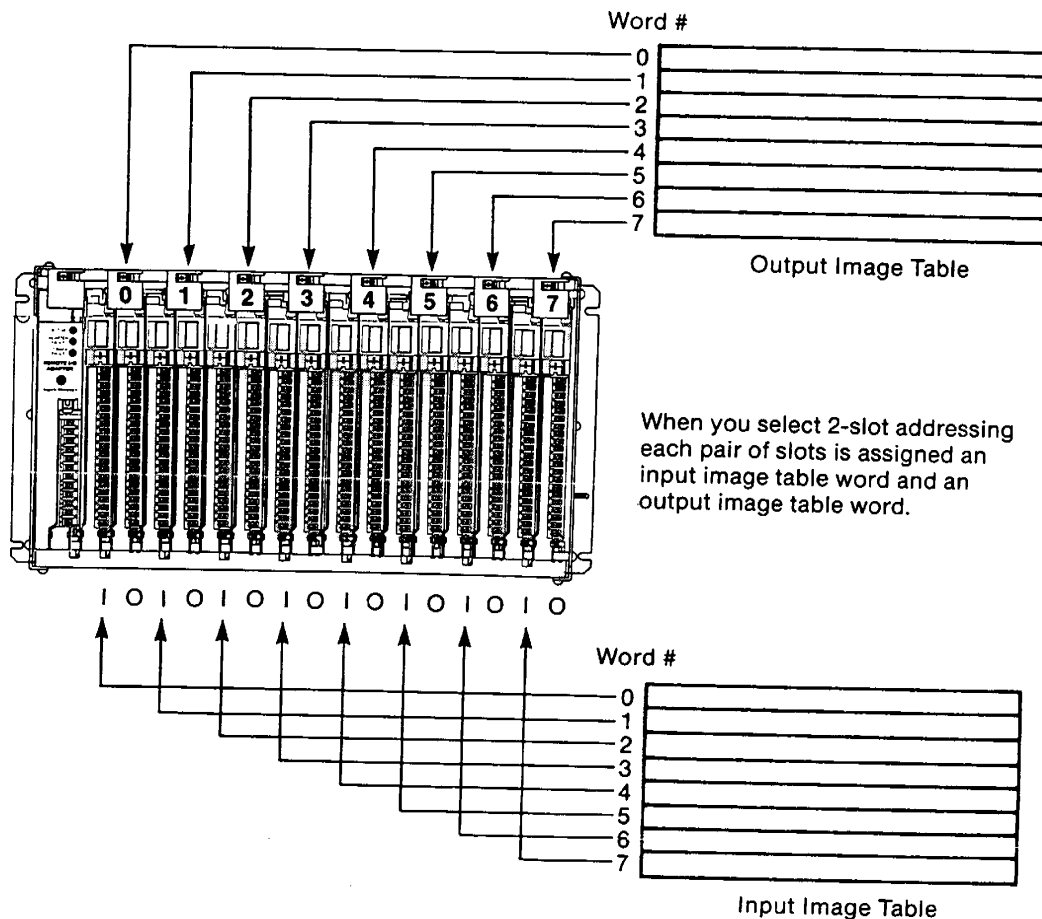 Word #
0
1
2
3
4
5
6
7
Output Image Table
0 1 2 3 4 5 6 7
When you select 2-slot addressing
each pair of slots is assigned an
input image table word and an
output image table word.
I O I O I O I O I O I O I O I O
Word #
0
1
2
3
4
5
6
7
Input Image Table